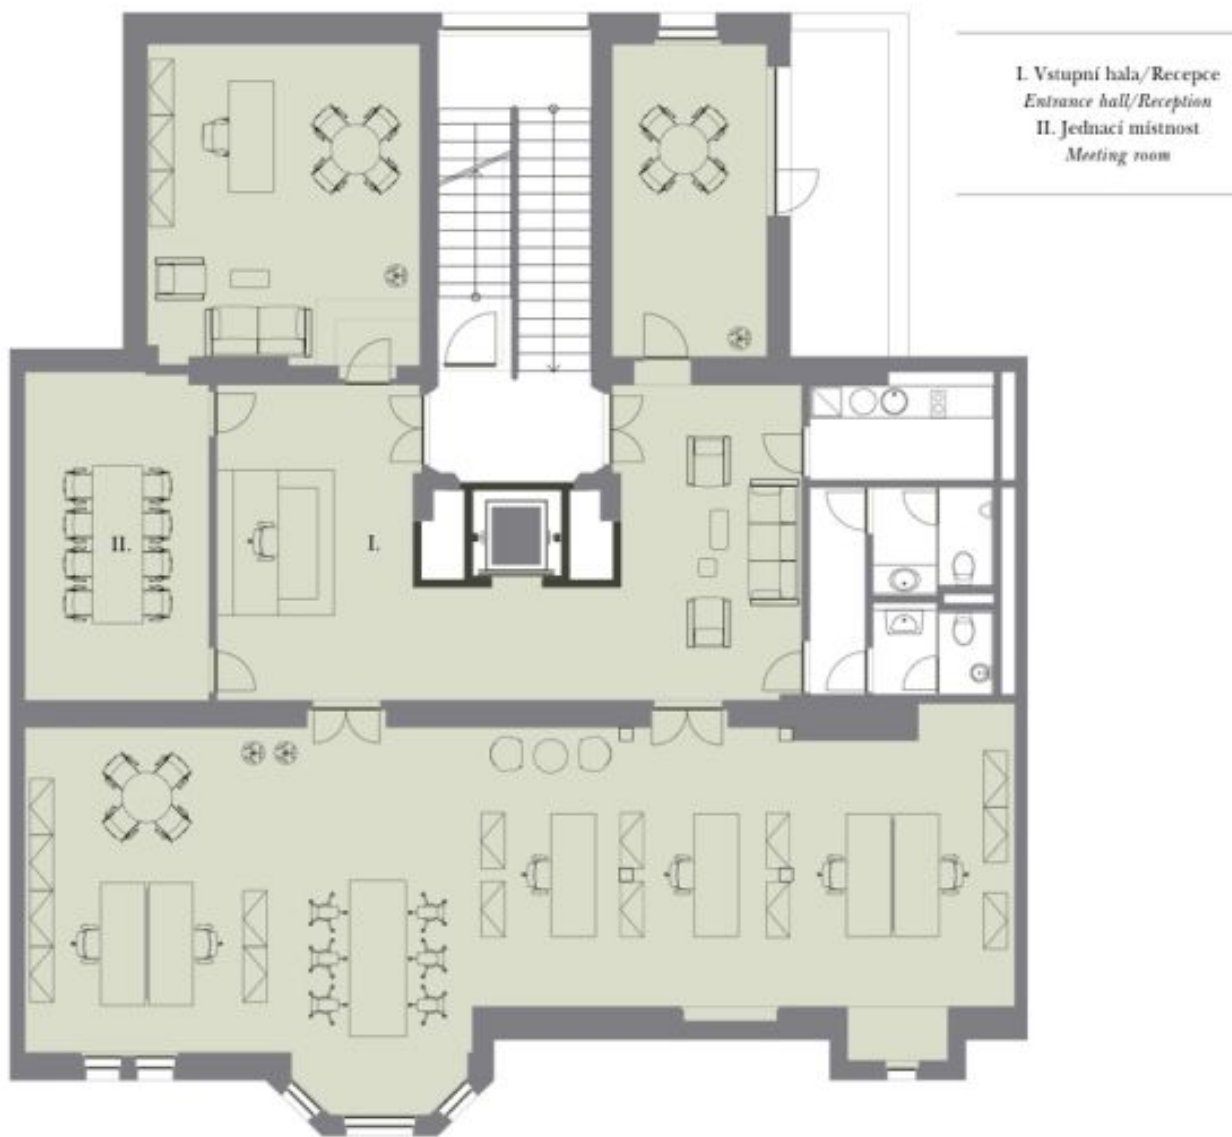 I. Vstupní hala/Recepce
Entrance hall/Reception
II. Jednací místnost
Meeting room
II.
I.